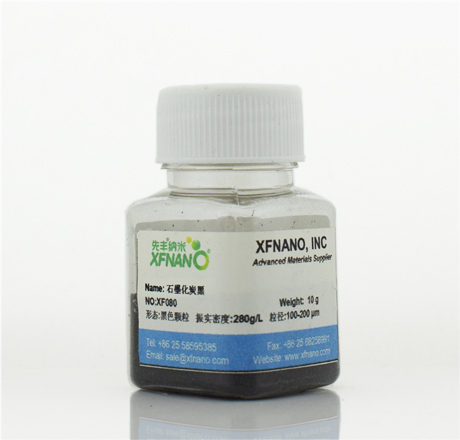 先丰纳米
XFNANO
XFNANO, INC
Advanced Materials Supplier
Name: 石墨化炭黑
NO:XF080
Weight: 10 g
形态:黑色颗粒 振实密度:280g/L 粒径:100-200 μm
Tel: +86 25 58595385
Fax: +86 25 68256991
Email: sale@xfnano.com
Website: www.xfnano.com